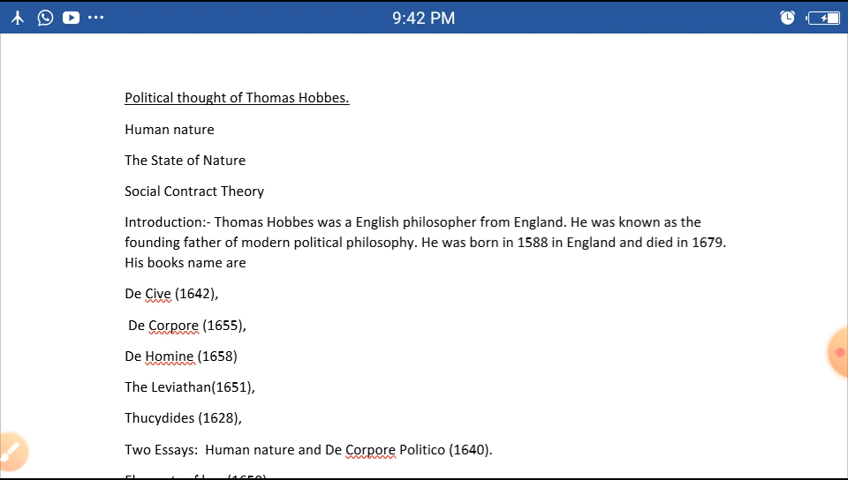 9:42 PM
Political thought of Thomas Hobbes.
Human nature
The State of Nature
Social Contract Theory
Introduction:- Thomas Hobbes was a English philosopher from England. He was known as the
founding father of modern political philosophy. He was born in 1588 in England and died in 1679.
His books name are
De Cive (1642),
De Corpore (1655),
De Homine (1658)
The Leviathan(1651),
Thucydides (1628),
Two Essays:  Human nature and De Corpore Politico (1640).